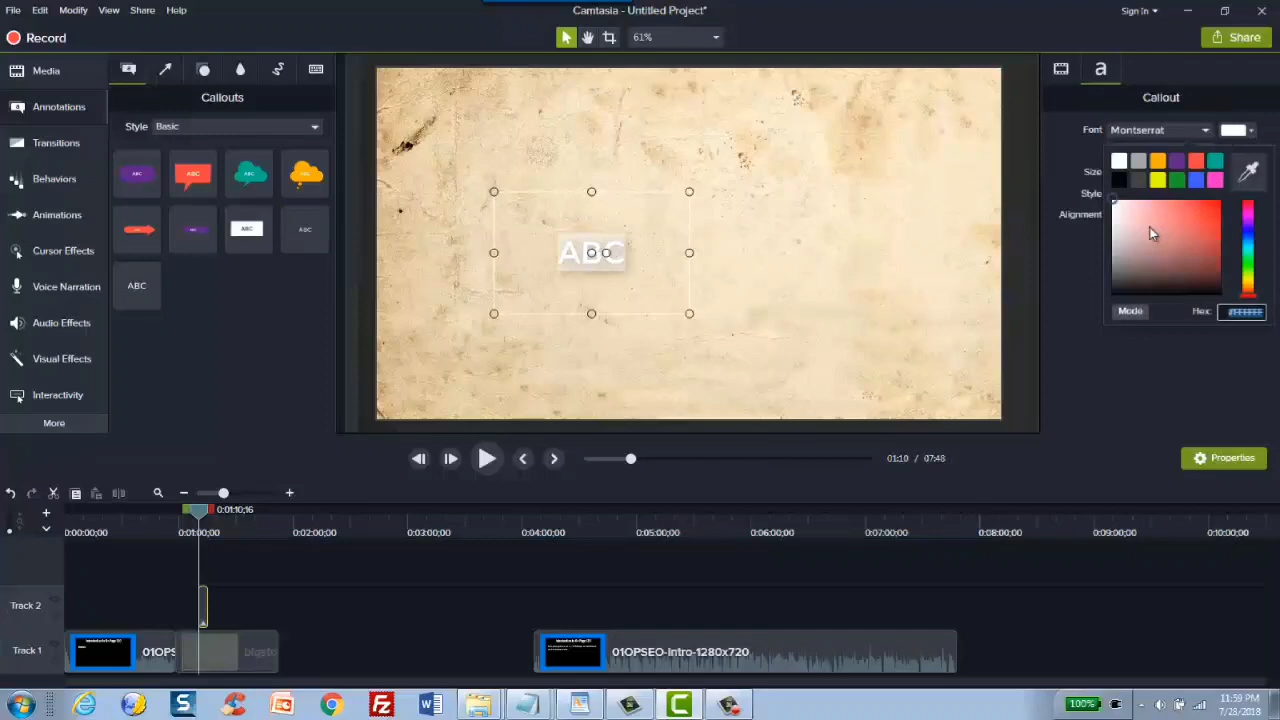 File Edit Modify View Share Help
Camtasia - Untitled Project*
Sign In
Record
61%
Share
Media
Annotations
Transitions
Behaviors
Animations
Cursor Effects
Voice Narration
Audio Effects
Visual Effects
Interactivity
More
Callouts
Style Basic
ABC ABC ABC ABC
ABC ABC
ABC
ABC
a
Callout
Font Montserrat
Size
Style
Alignment
Mode Hex:
01:10 / 07:48
Properties
0:01:10;16
0:00:00;00 0:01:00;00 0:02:00;00 0:03:00;00 0:04:00;00 0:05:00;00 0:06:00;00 0:07:00;00 0:08:00;00 0:09:00;00 0:10:00;00
Track 2
Track 1
01OPS
bigsto
01OPSEO-Intro-1280x720
100%
11:59 PM
7/23/2018